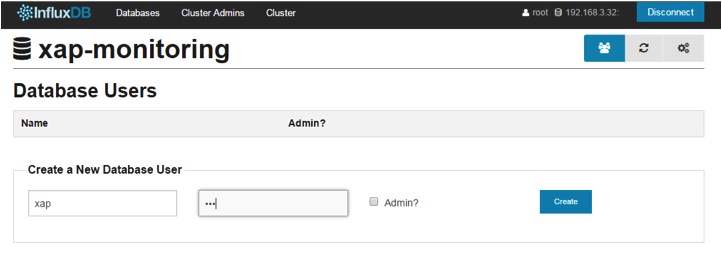 InfluxDB Databases Cluster Admins Cluster root 192.168.3.32: Disconnect
xap-monitoring
Database Users
Name Admin?
Create a New Database User
xap ••• Admin? Create